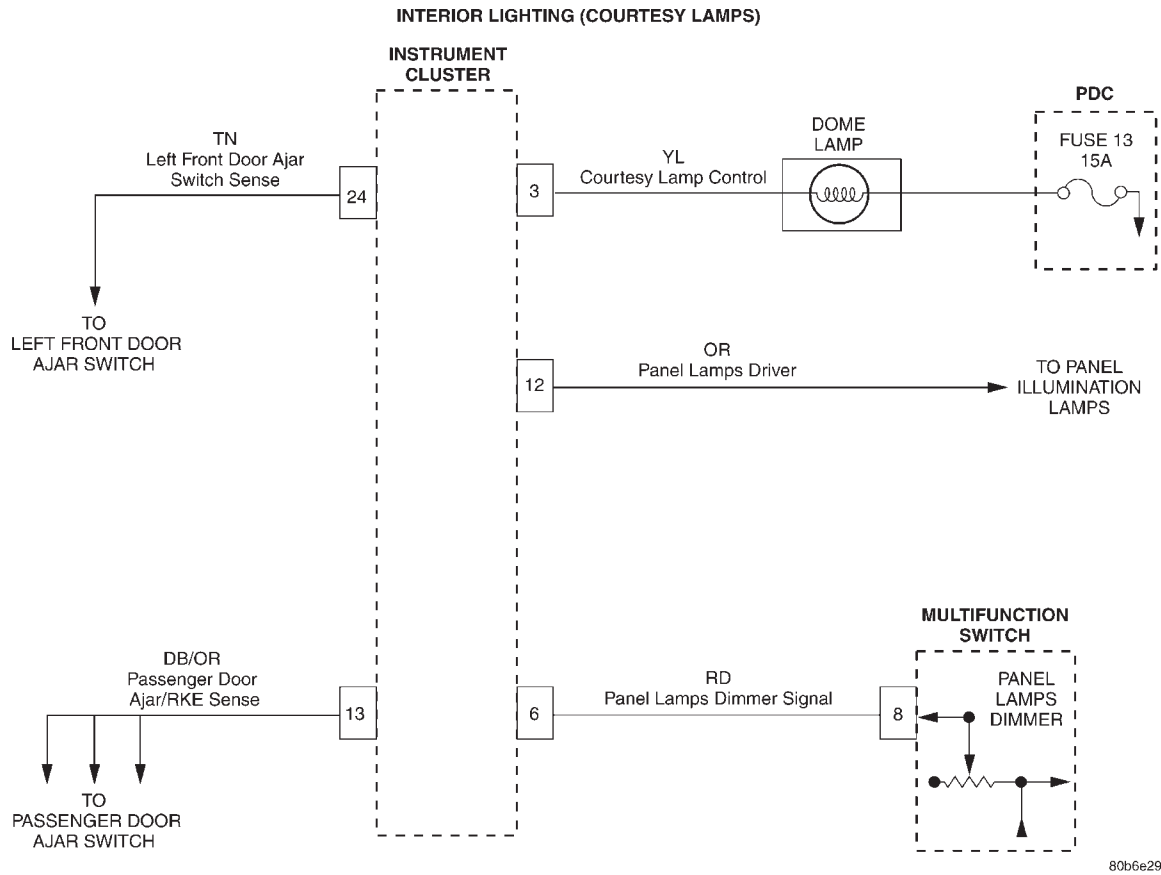 INTERIOR LIGHTING (COURTESY LAMPS)
INSTRUMENT
CLUSTER
PDC
FUSE 13
15A
DOME
LAMP
TN
Left Front Door Ajar
Switch Sense
24
3
YL
Courtesy Lamp Control
TO
LEFT FRONT DOOR
AJAR SWITCH
12
OR
Panel Lamps Driver
TO PANEL
ILLUMINATION
LAMPS
MULTIFUNCTION
SWITCH
DB/OR
Passenger Door
Ajar/RKE Sense
13
6
RD
Panel Lamps Dimmer Signal
8
PANEL
LAMPS
DIMMER
TO
PASSENGER DOOR
AJAR SWITCH
80b6e29